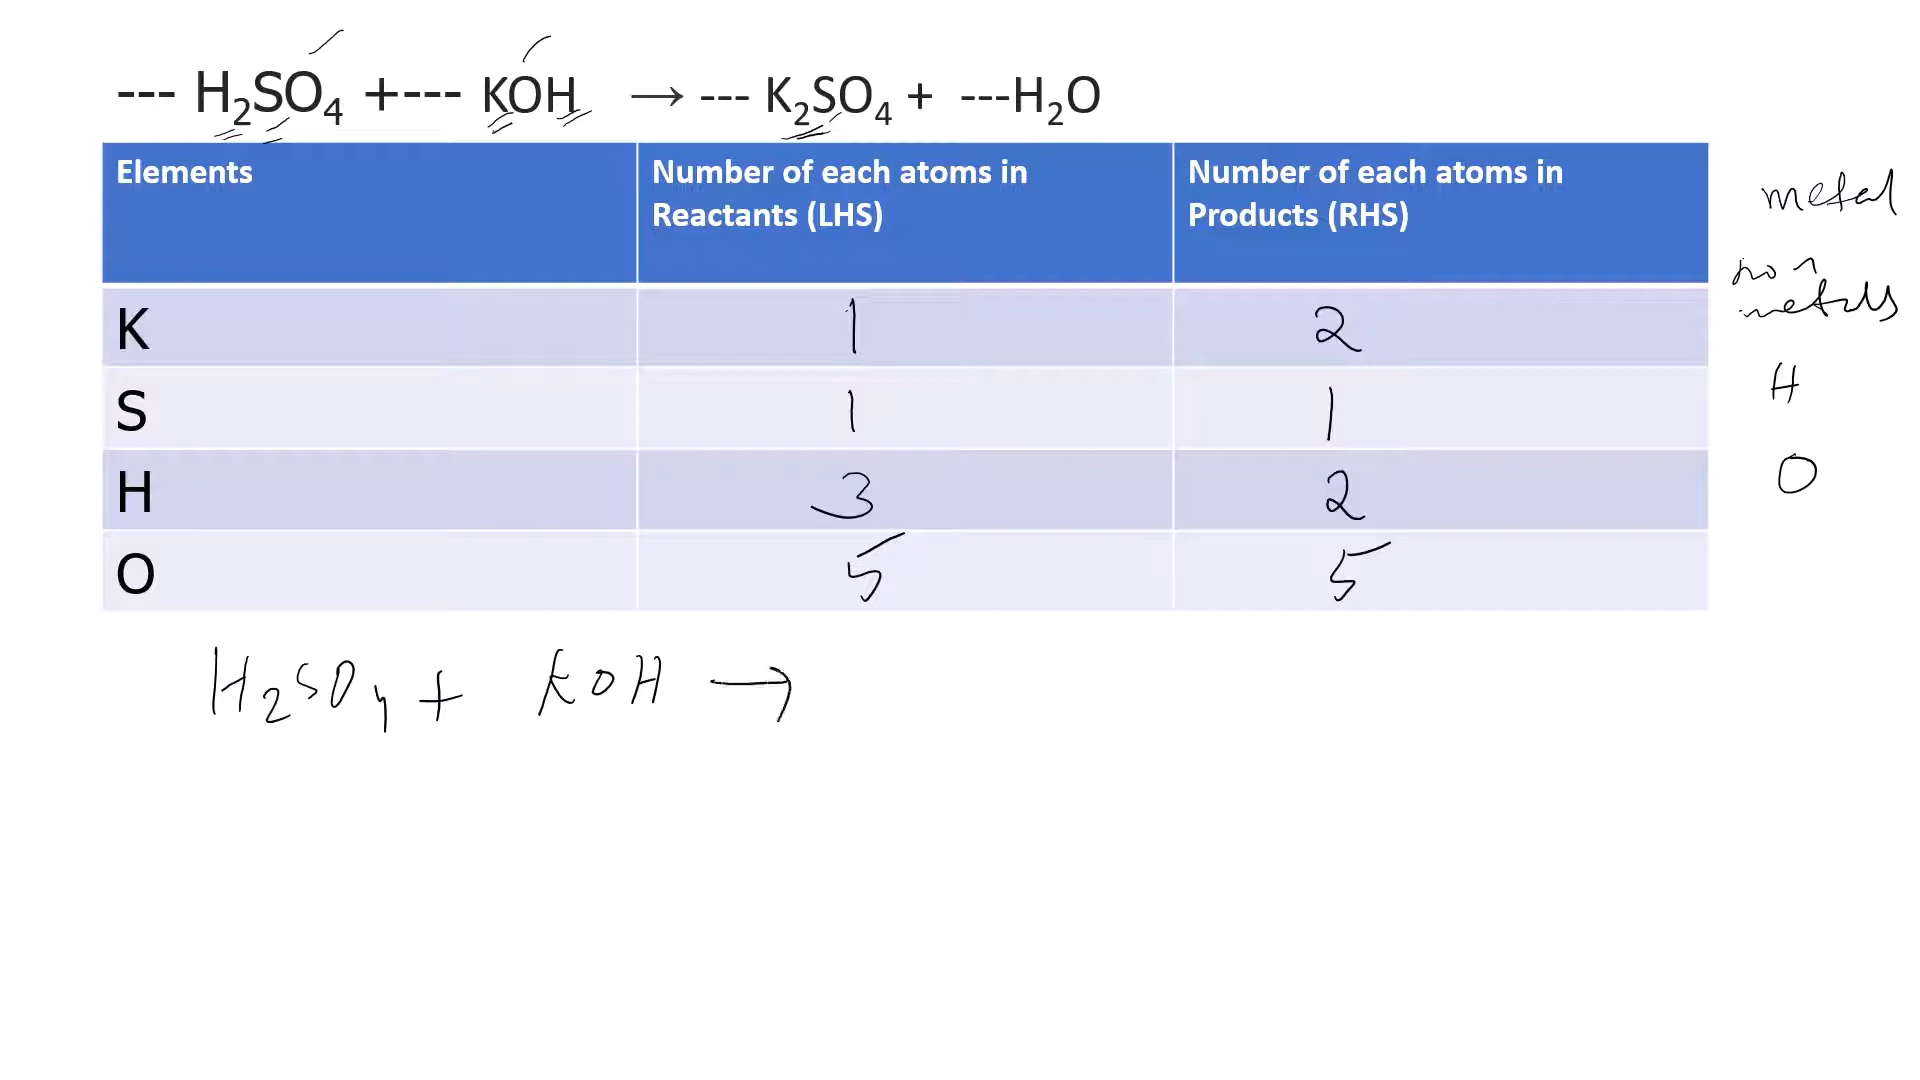 --- H₂SO₄ +--- KOH → --- K₂SO₄ + ---H₂O
Elements
Number of each atoms in
Reactants (LHS)
Number of each atoms in
Products (RHS)
K 1 2
S 1 1
H 3 2
O 5 5
metal
non
metals
H
O
H₂SO₄ + KOH →